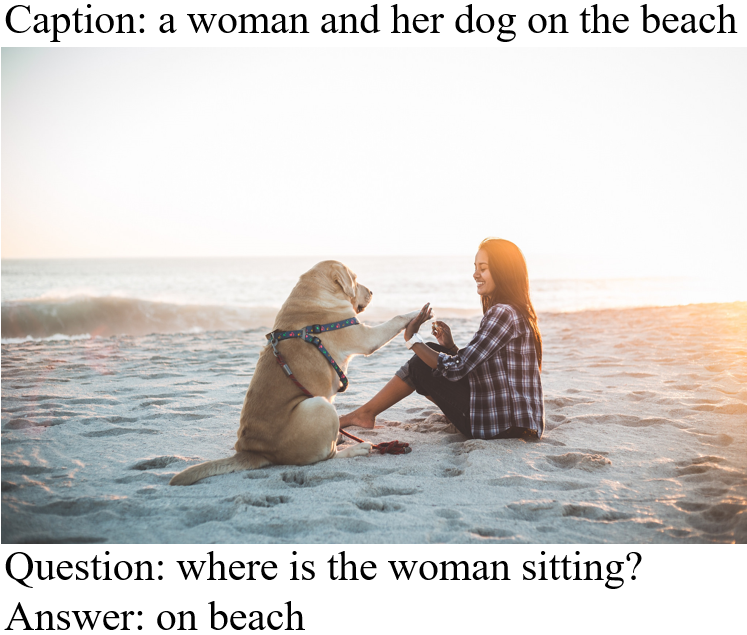 Caption: a woman and her dog on the beach
Question: where is the woman sitting?
Answer: on beach